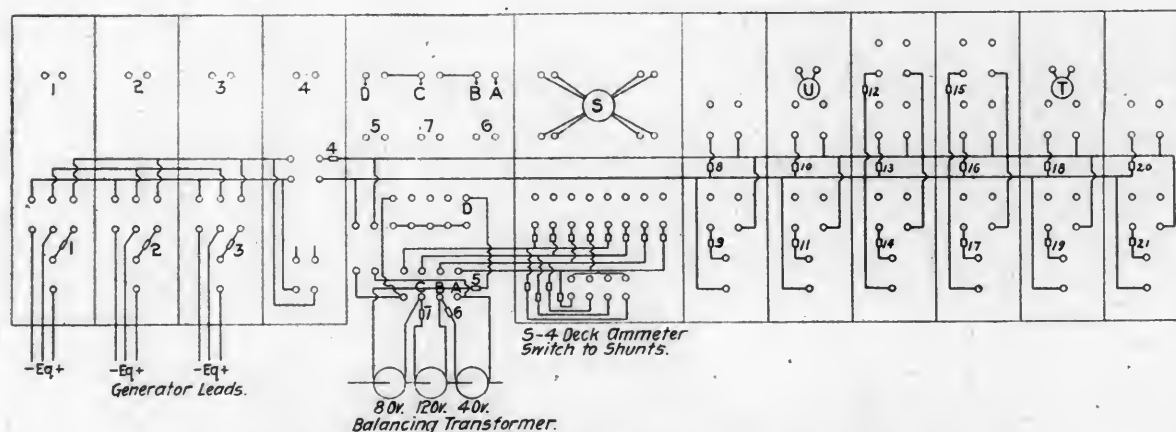 1
2
3
4
D C B A
5 7 6
S
U
T
12
15
4
8
10
13
16
18
20
D
1
2
3
9
11
14
17
19
21
5
C B A
7 6
S-4 Deck Ammeter
Switch to Shunts.
-Eq+ -Eq+ -Eq+
Generator Leads.
80v. 120v. 40v.
Balancing Transformer.